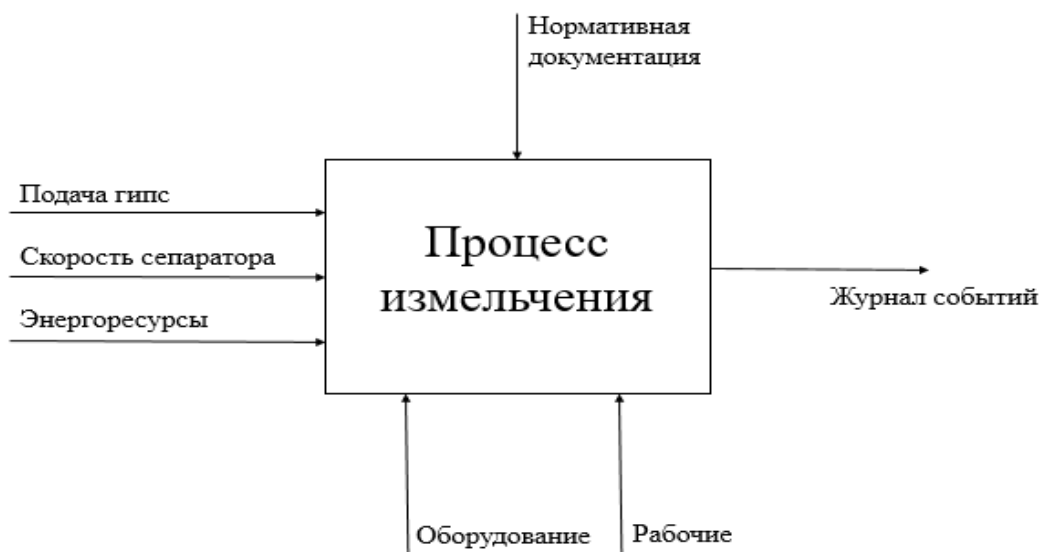 Нормативная
документация
Подача гипс
Скорость сепаратора
Энергоресурсы
Процесс
измельчения
Журнал событий
Оборудование
Рабочие